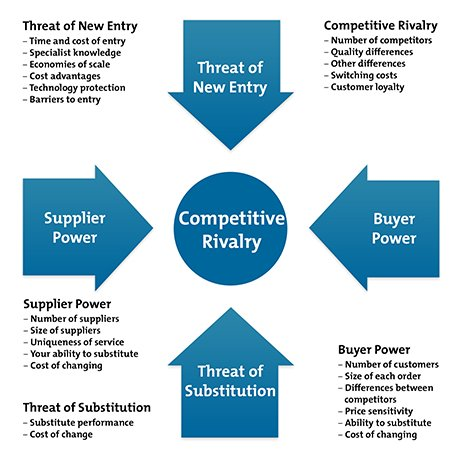 Threat of New Entry
– Time and cost of entry
– Specialist knowledge
– Economies of scale
– Cost advantages
– Technology protection
– Barriers to entry
Threat of
New Entry
Competitive Rivalry
– Number of competitors
– Quality differences
– Other differences
– Switching costs
– Customer loyalty
Supplier
Power
Competitive
Rivalry
Buyer
Power
Supplier Power
– Number of suppliers
– Size of suppliers
– Uniqueness of service
– Your ability to substitute
– Cost of changing
Threat of Substitution
– Substitute performance
– Cost of change
Threat of
Substitution
Buyer Power
– Number of customers
– Size of each order
– Differences between
competitors
– Price sensitivity
– Ability to substitute
– Cost of changing